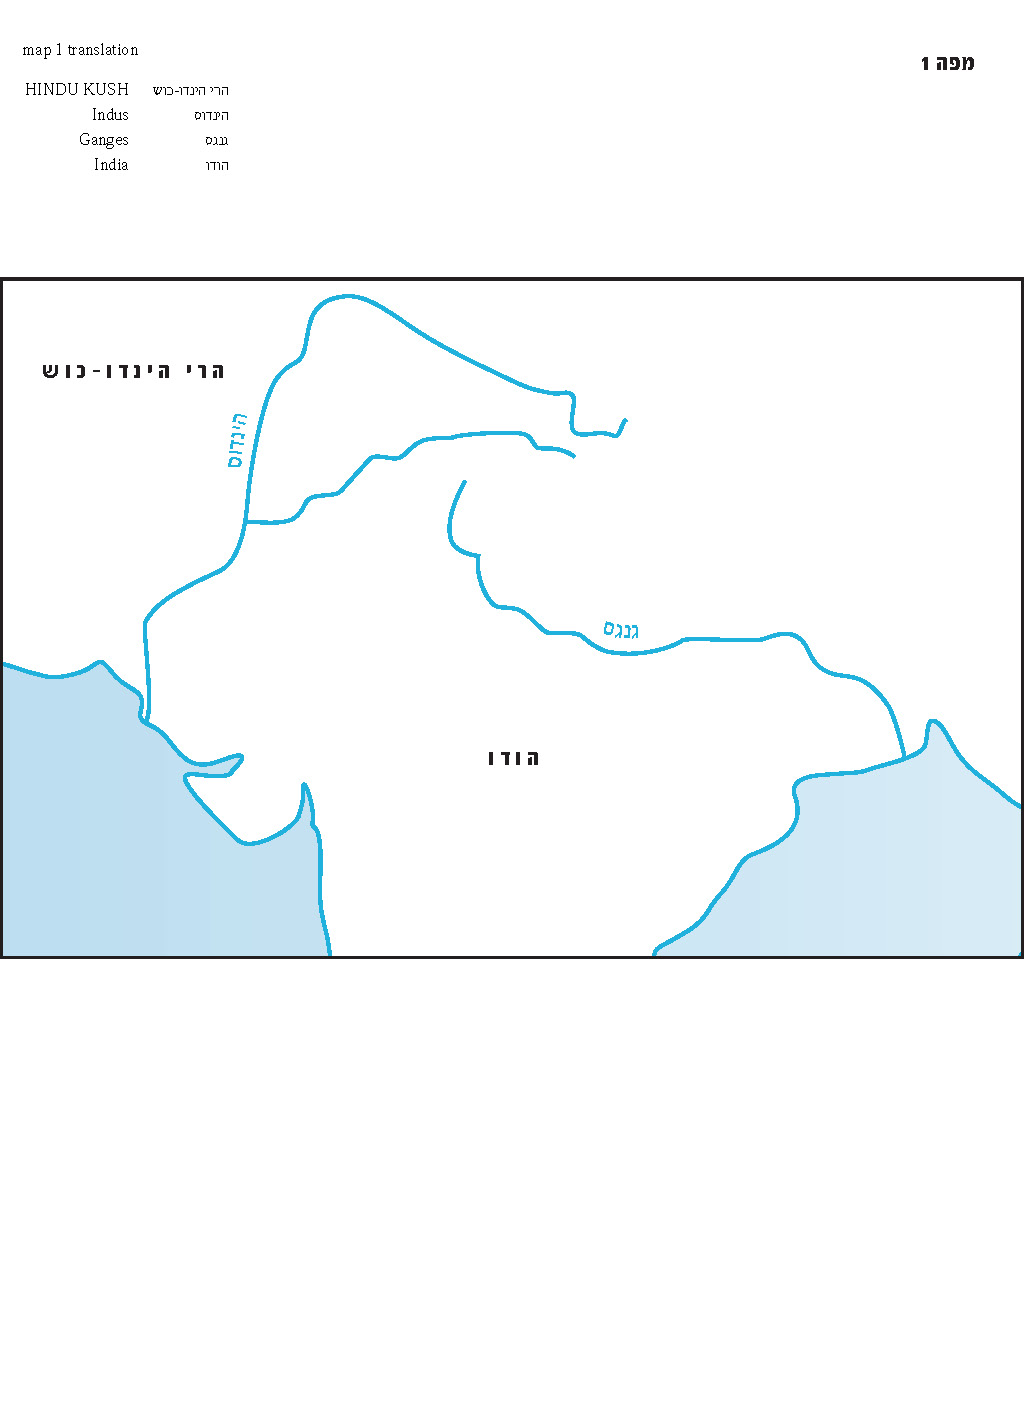 map 1 translation
מפה 1
HINDU KUSH הרי הינדו-כוש
Indus הינדוס
Ganges גנגס
India הודו
הרי הינדו-כוש
הינדוס
גנגס
הודו